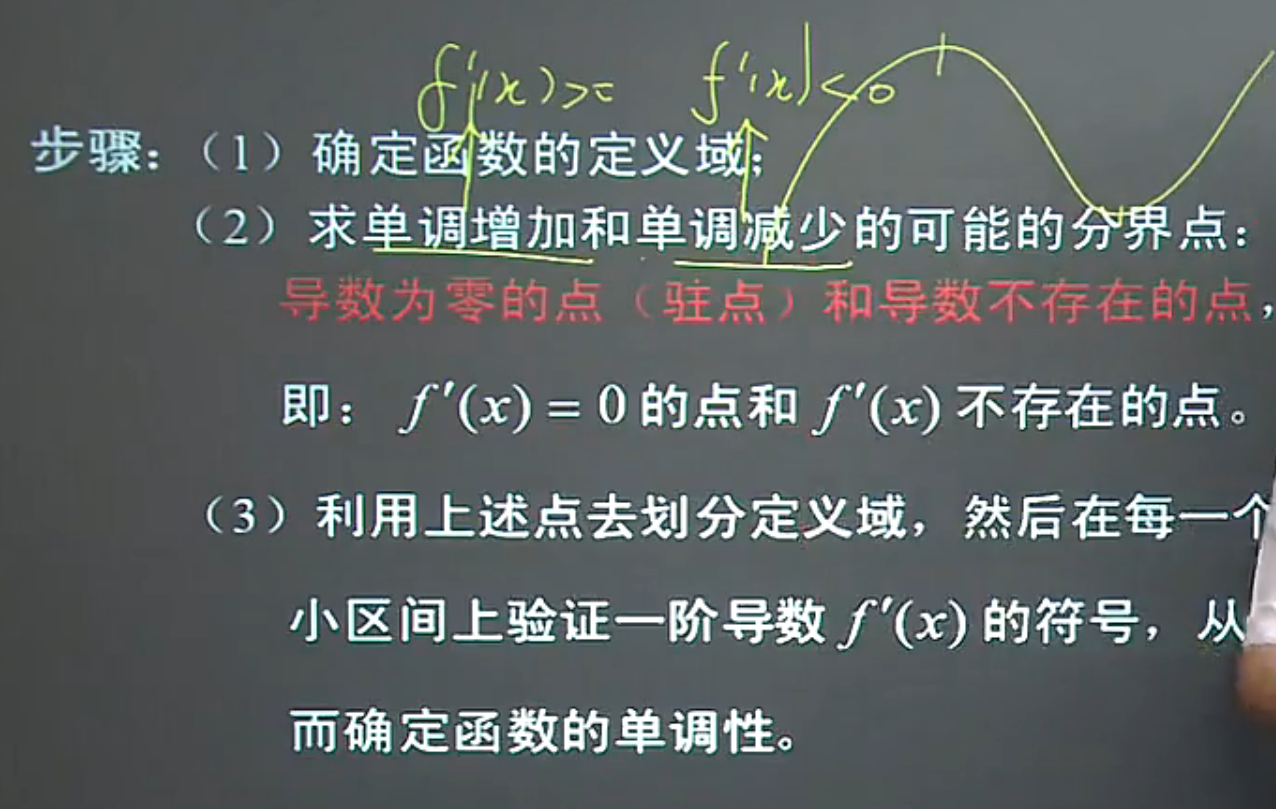 f'(x)>0 f'(x)<0
步骤：（1）确定函数的定义域；
（2）求单调增加和单调减少的可能的分界点：
导数为零的点（驻点）和导数不存在的点，
即： f′(x) = 0 的点和 f′(x) 不存在的点。
（3）利用上述点去划分定义域，然后在每一个
小区间上验证一阶导数 f′(x) 的符号，从
而确定函数的单调性。